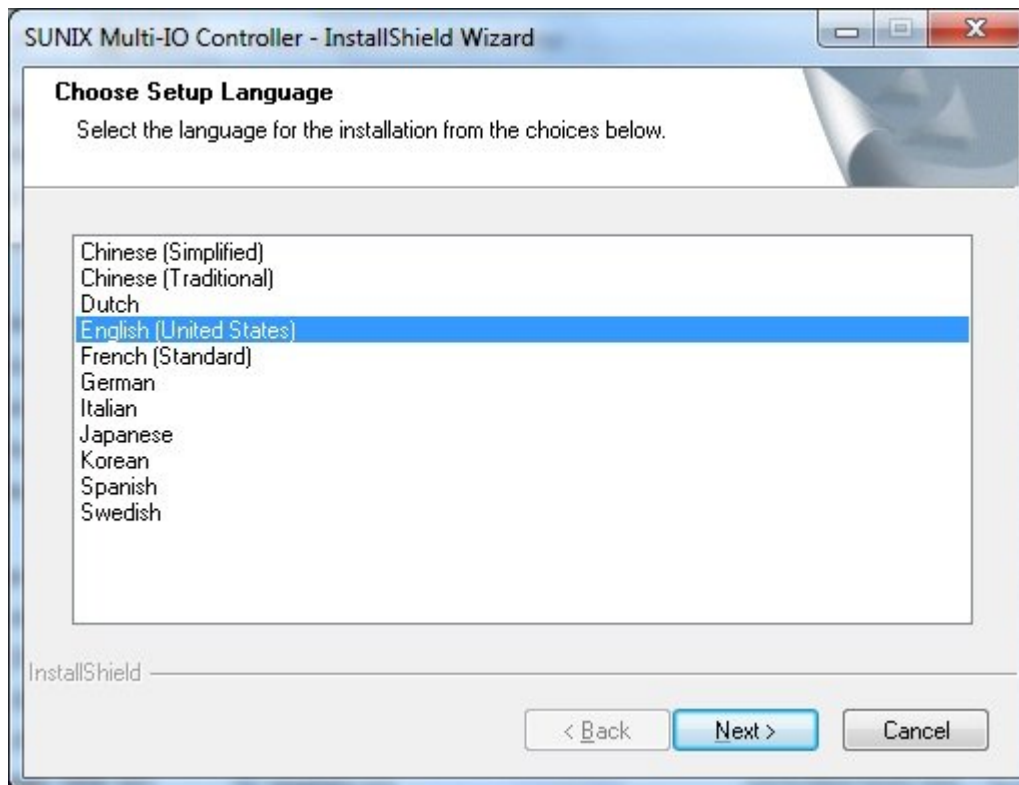 SUNIX Multi-IO Controller - InstallShield Wizard
Choose Setup Language
Select the language for the installation from the choices below.
Chinese (Simplified)
Chinese (Traditional)
Dutch
English (United States)
French (Standard)
German
Italian
Japanese
Korean
Spanish
Swedish
InstallShield
< Back
Next >
Cancel